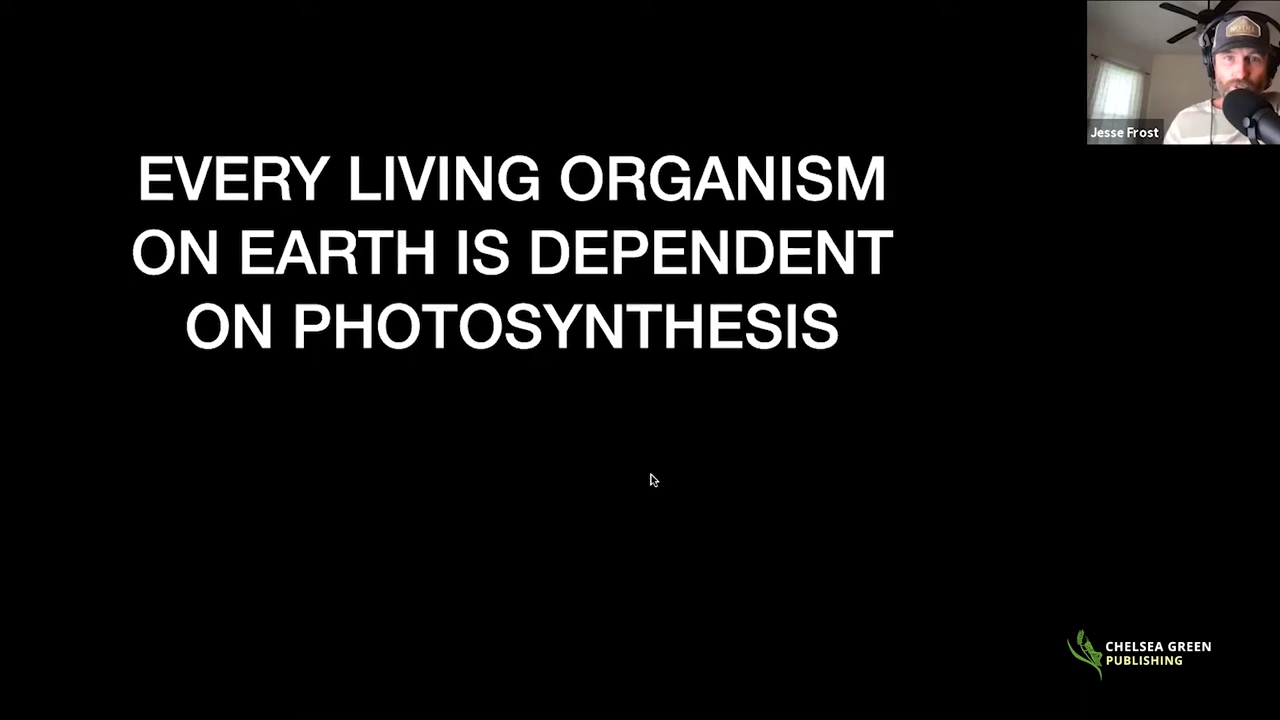 EVERY LIVING ORGANISM
ON EARTH IS DEPENDENT
ON PHOTOSYNTHESIS
Jesse Frost
CHELSEA GREEN
PUBLISHING